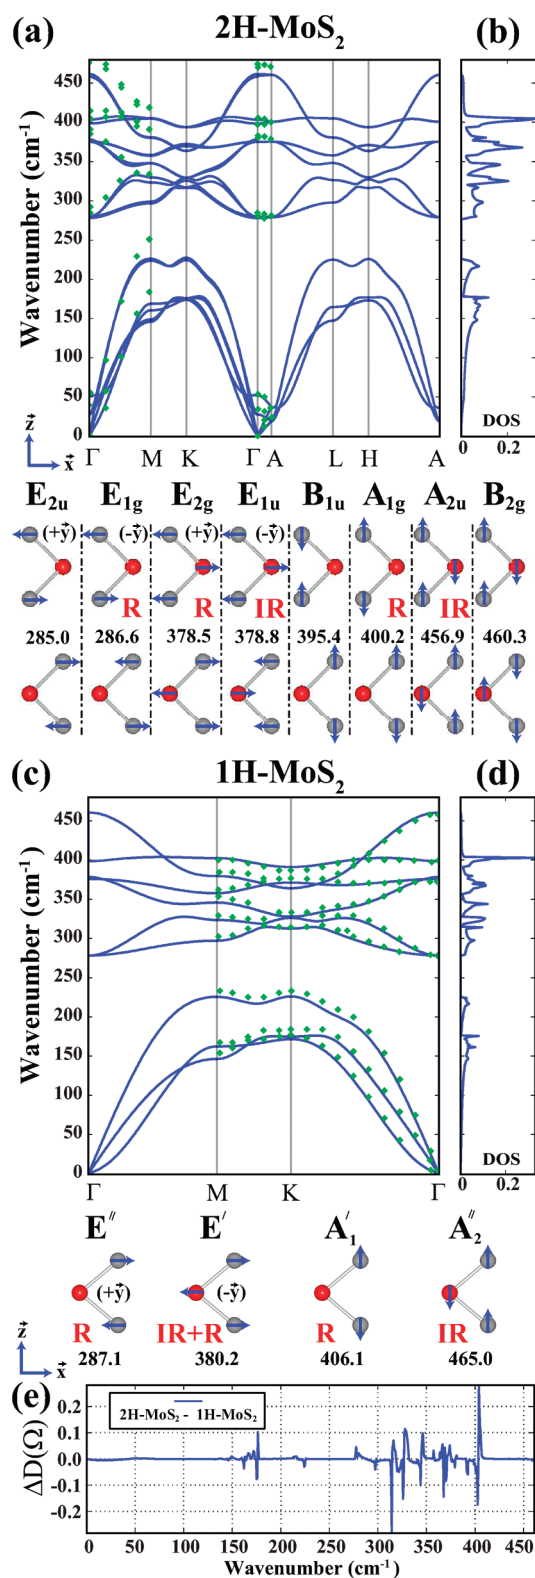 (a) 2H-MoS₂ (b)
Wavenumber (cm⁻¹)
450
400
350
300
250
200
150
100
50
0
Γ M K Γ A L H A
DOS
0 0.2
z⃗
x⃗
E₂ᵤ E₁g E₂g E₁ᵤ B₁ᵤ A₁g A₂ᵤ B₂g
(+y⃗) (-y⃗) (+y⃗) (-y⃗)
R R IR R IR
285.0 286.6 378.5 378.8 395.4 400.2 456.9 460.3
(c) 1H-MoS₂ (d)
Wavenumber (cm⁻¹)
450
400
350
300
250
200
150
100
50
0
Γ M K Γ
DOS
0 0.2
E″ E′ A′₁ A″₂
(+y⃗) (-y⃗)
R IR+R R IR
z⃗
x⃗
287.1 380.2 406.1 465.0
(e)
2H-MoS₂ - 1H-MoS₂
ΔD(Ω)
0.2
0.1
0.0
-0.1
-0.2
0 50 100 150 200 250 300 350 400 450
Wavenumber (cm⁻¹)